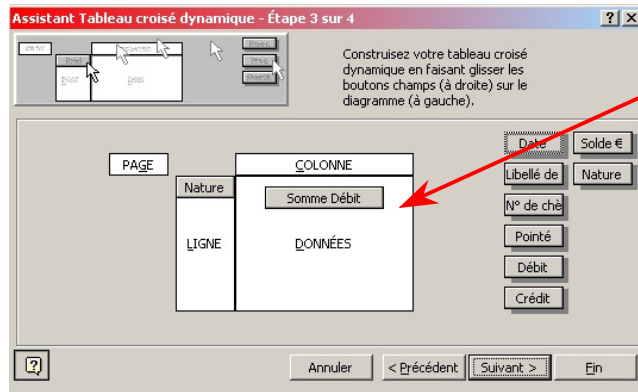 Assistant Tableau croisé dynamique - Étape 3 sur 4
Construisez votre tableau croisé
dynamique en faisant glisser les
boutons champs (à droite) sur le
diagramme (à gauche).
PAGE
COLONNE
Nature
Somme Débit
LIGNE
DONNÉES
Date
Solde €
Libellé de
Nature
N° de chè
Pointé
Débit
Crédit
Annuler
< Précédent
Suivant >
Fin